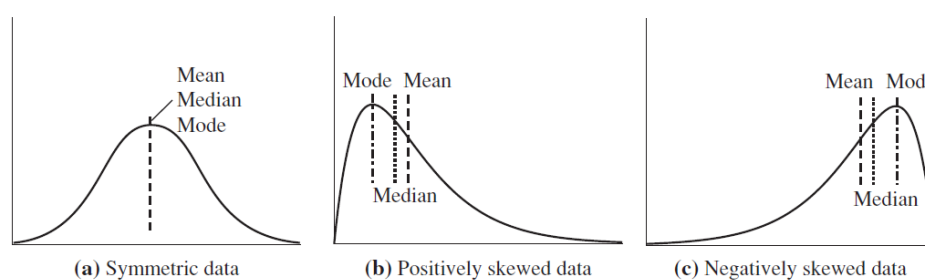 Mean
Median
Mode
(a) Symmetric data
Mode Mean
Median
(b) Positively skewed data
Mean Mod
Median
(c) Negatively skewed data